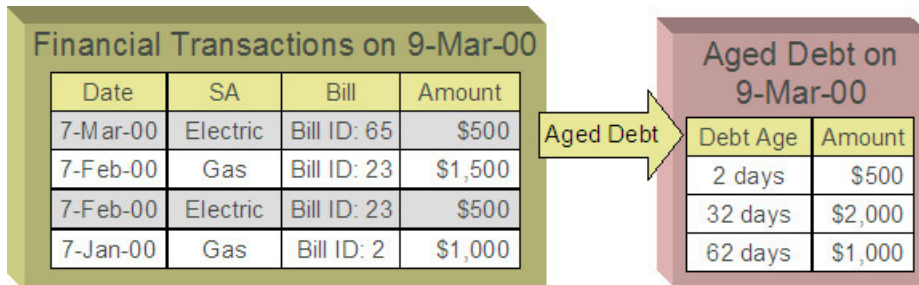 Financial Transactions on 9-Mar-00
Date SA Bill Amount
7-Mar-00 Electric Bill ID: 65 $500
7-Feb-00 Gas Bill ID: 23 $1,500
7-Feb-00 Electric Bill ID: 23 $500
7-Jan-00 Gas Bill ID: 2 $1,000
Aged Debt
Aged Debt on
9-Mar-00
Debt Age Amount
2 days $500
32 days $2,000
62 days $1,000